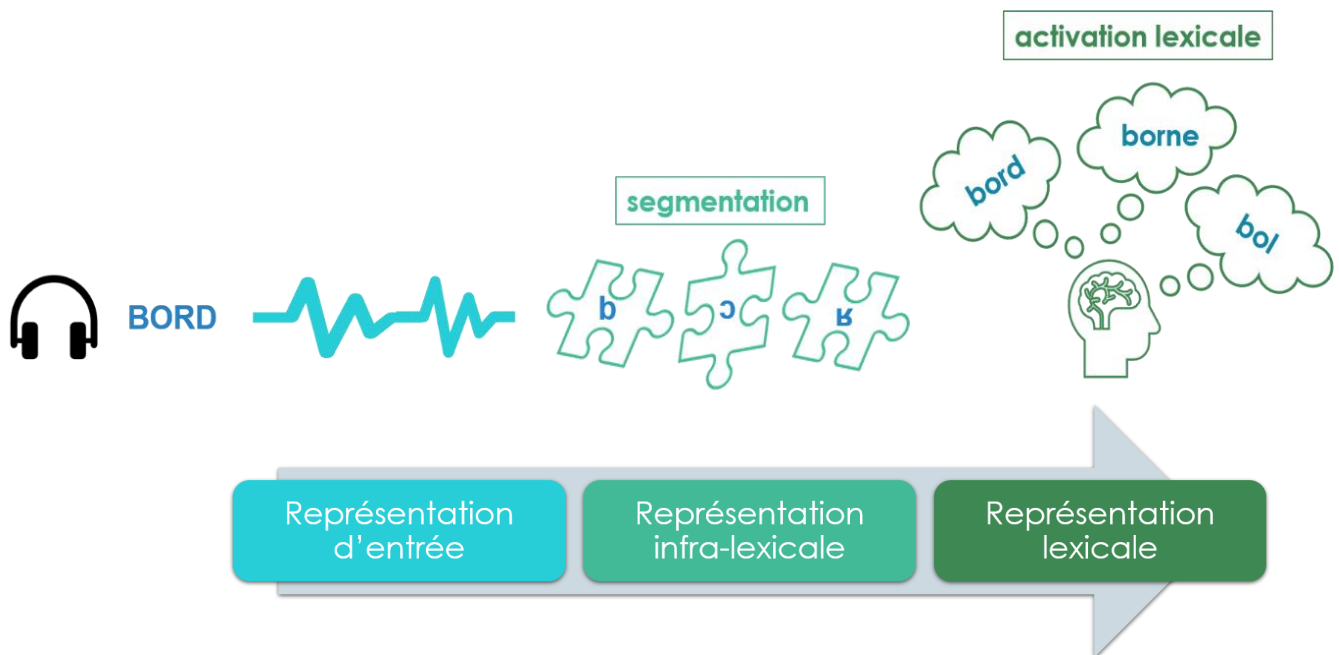 activation lexicale
borne
bord
bol
segmentation
BORD
b ɔ ʁ
Représentation
d'entrée
Représentation
infra-lexicale
Représentation
lexicale